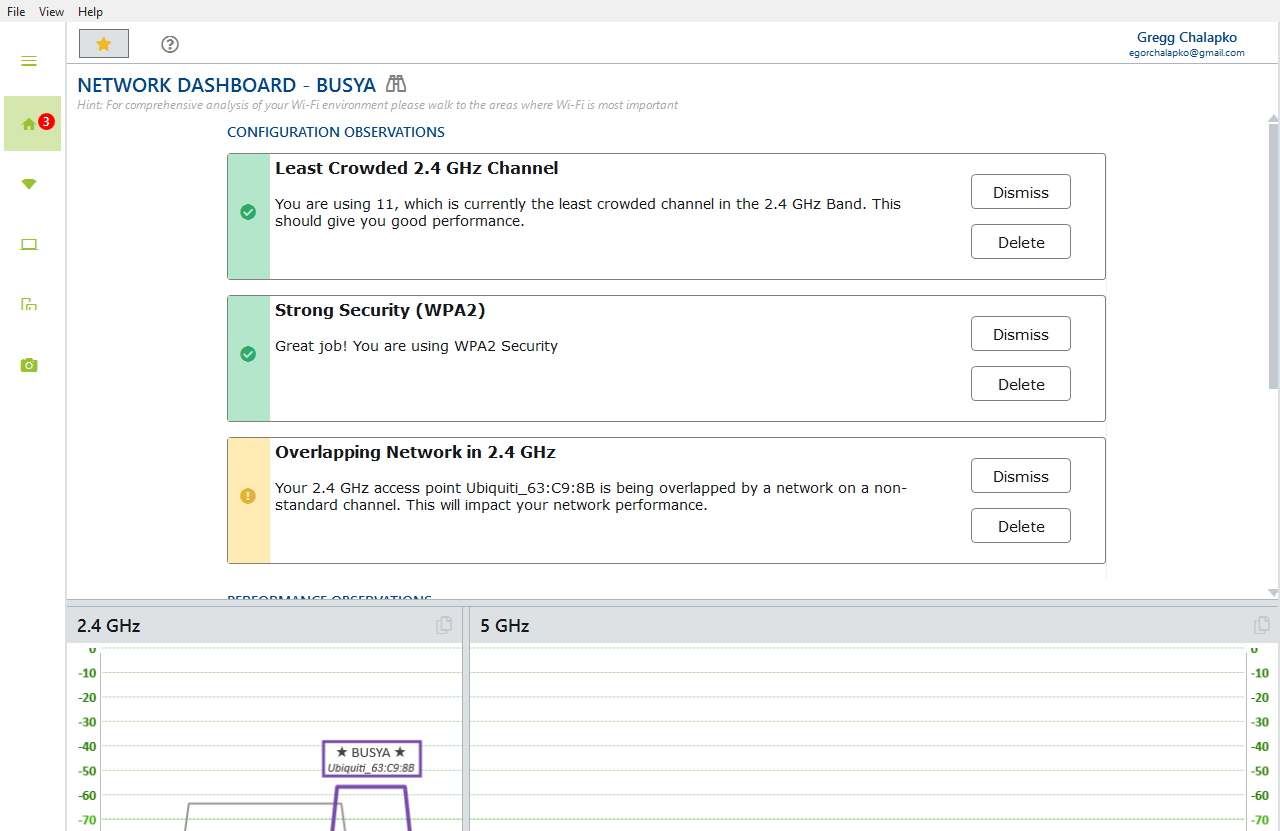 File View Help
Gregg Chalapko
egorchalapko@gmail.com
NETWORK DASHBOARD - BUSYA
Hint: For comprehensive analysis of your Wi-Fi environment please walk to the areas where Wi-Fi is most important
3
CONFIGURATION OBSERVATIONS
Least Crowded 2.4 GHz Channel
You are using 11, which is currently the least crowded channel in the 2.4 GHz Band. This
should give you good performance.
Dismiss
Delete
Strong Security (WPA2)
Great job! You are using WPA2 Security
Dismiss
Delete
Overlapping Network in 2.4 GHz
Your 2.4 GHz access point Ubiquiti_63:C9:8B is being overlapped by a network on a non-
standard channel. This will impact your network performance.
Dismiss
Delete
PERFORMANCE OBSERVATIONS
2.4 GHz
0
-10
-20
-30
-40
-50
-60
-70
★ BUSYA ★
Ubiquiti_63:C9:8B
5 GHz
0
-10
-20
-30
-40
-50
-60
-70